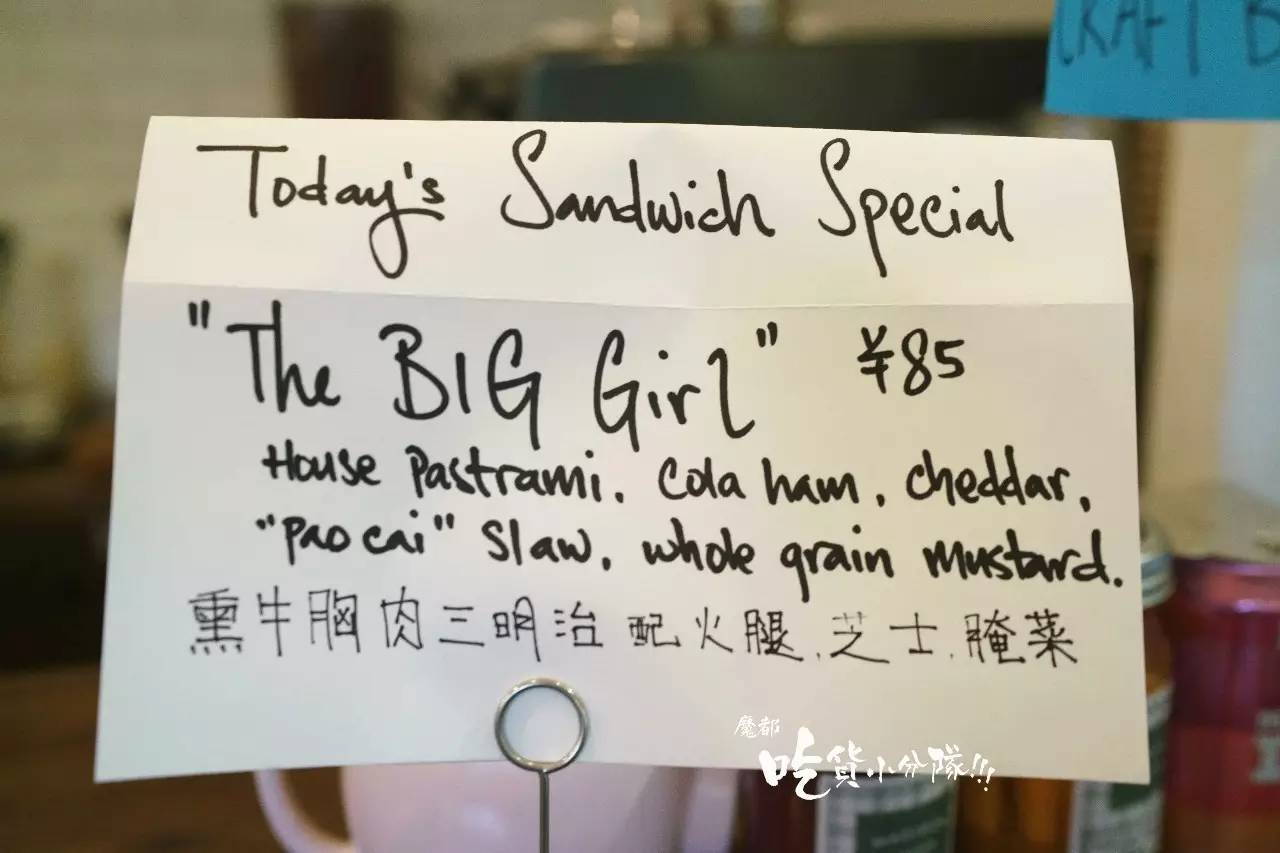 CRAFT B
Today's Sandwich Special
"The BIG Girl" ¥85
House Pastrami, Cola ham, cheddar,
"pao cai" slaw, whole grain mustard.
熏牛胸肉三明治 配火腿,芝士,腌菜
魔都
吃货小分隊!!!